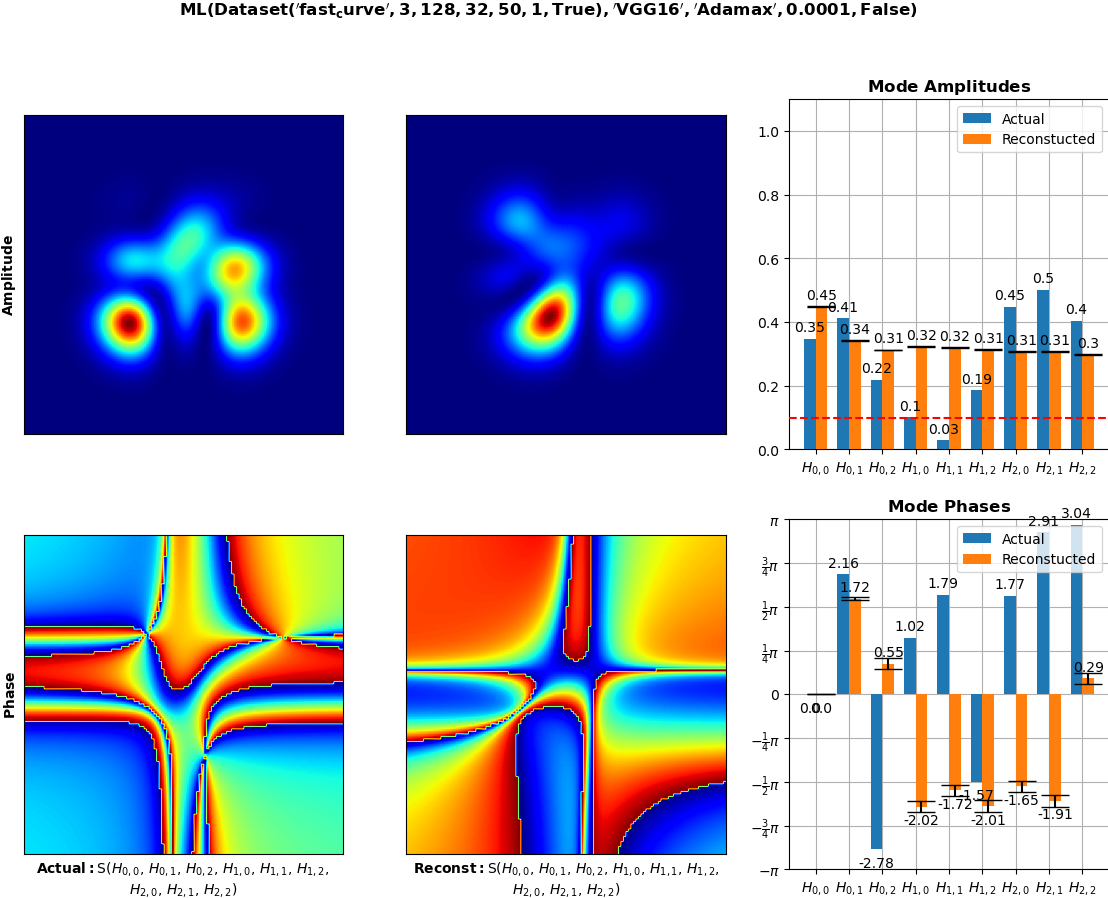 ML(Dataset('fast_curve', 3, 128, 32, 50, 1, True), 'VGG16', 'Adamax', 0.0001, False)
Amplitude
Mode Amplitudes
Actual
Reconstucted
1.0
0.8
0.6
0.4
0.2
0.0
0.35
0.45
0.41
0.34
0.22
0.31
0.1
0.32
0.03
0.32
0.19
0.31
0.45
0.31
0.5
0.31
0.4
0.3
H0,0 H0,1 H0,2 H1,0 H1,1 H1,2 H2,0 H2,1 H2,2
Phase
Actual: S(H0,0, H0,1, H0,2, H1,0, H1,1, H1,2,
H2,0, H2,1, H2,2)
Reconst: S(H0,0, H0,1, H0,2, H1,0, H1,1, H1,2,
H2,0, H2,1, H2,2)
Mode Phases
Actual
Reconstucted
π
3/4π
1/2π
1/4π
0
−1/4π
−1/2π
−3/4π
−π
0.0
0.0
2.16
1.72
-2.78
0.55
1.02
-2.02
1.79
-1.72
-1.57
-2.01
1.77
-1.65
2.91
-1.91
3.04
0.29
H0,0 H0,1 H0,2 H1,0 H1,1 H1,2 H2,0 H2,1 H2,2